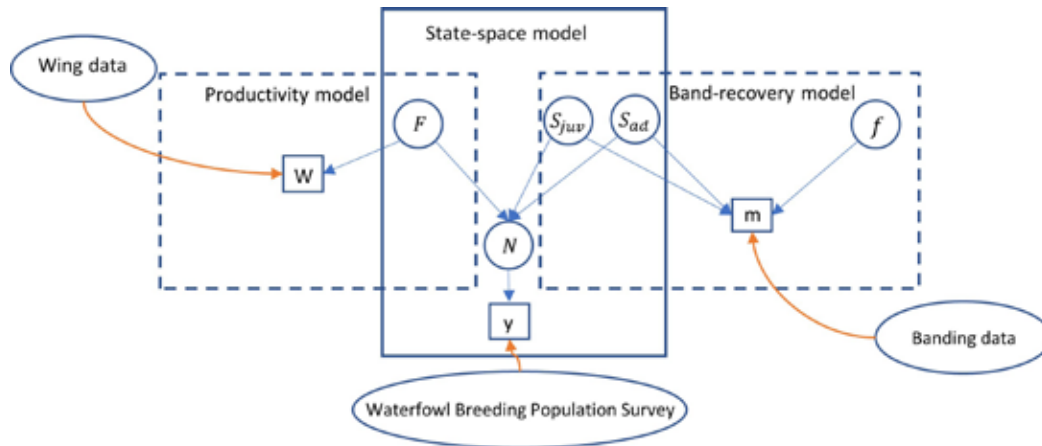 State-space model
Wing data
Productivity model
Band-recovery model
F
S_juv
S_ad
f
W
m
N
y
Banding data
Waterfowl Breeding Population Survey